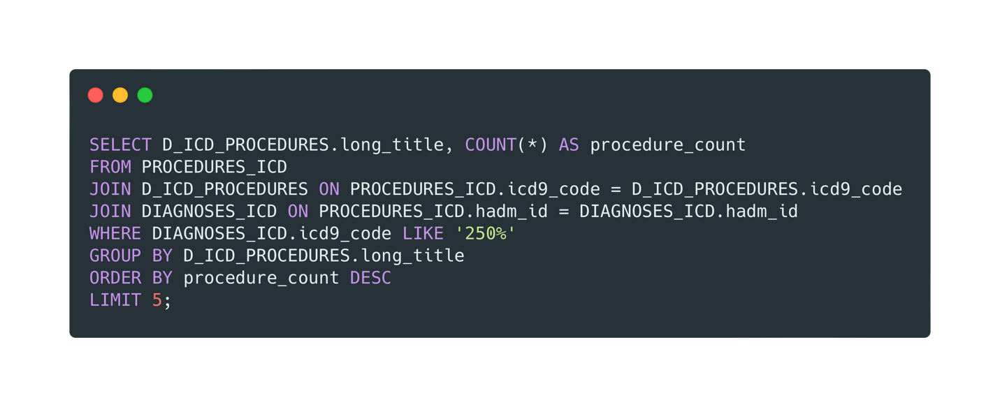 SELECT D_ICD_PROCEDURES.long_title, COUNT(*) AS procedure_count
FROM PROCEDURES_ICD
JOIN D_ICD_PROCEDURES ON PROCEDURES_ICD.icd9_code = D_ICD_PROCEDURES.icd9_code
JOIN DIAGNOSES_ICD ON PROCEDURES_ICD.hadm_id = DIAGNOSES_ICD.hadm_id
WHERE DIAGNOSES_ICD.icd9_code LIKE '250%'
GROUP BY D_ICD_PROCEDURES.long_title
ORDER BY procedure_count DESC
LIMIT 5;